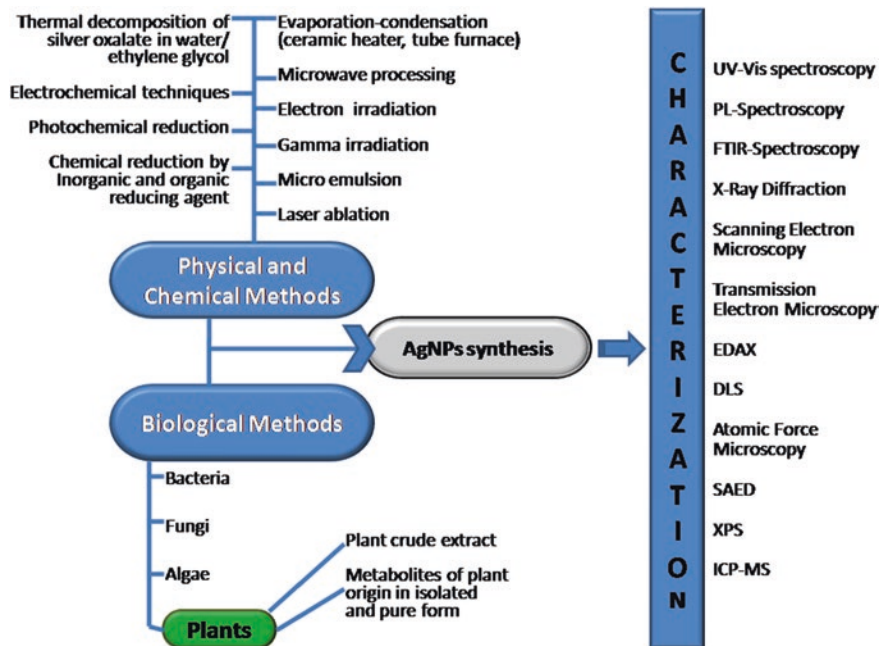 Thermal decomposition of
silver oxalate in water/
ethylene glycol
Electrochemical techniques
Photochemical reduction
Chemical reduction by
Inorganic and organic
reducing agent
Evaporation-condensation
(ceramic heater, tube furnace)
Microwave processing
Electron irradiation
Gamma irradiation
Micro emulsion
Laser ablation
Physical and
Chemical Methods
AgNPs synthesis
Biological Methods
Bacteria
Fungi
Algae
Plants
Plant crude extract
Metabolites of plant
origin in isolated
and pure form
CHARACTERIZATION
UV-Vis spectroscopy
PL-Spectroscopy
FTIR-Spectroscopy
X-Ray Diffraction
Scanning Electron
Microscopy
Transmission
Electron Microscopy
EDAX
DLS
Atomic Force
Microscopy
SAED
XPS
ICP-MS